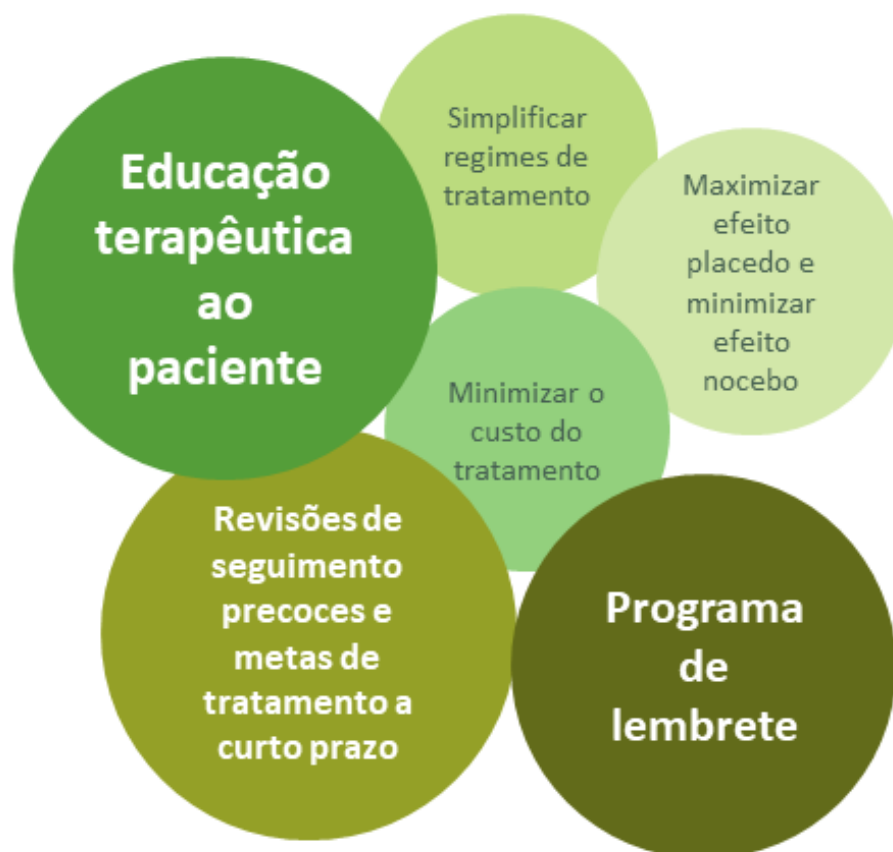 Educação
terapêutica
ao
paciente
Simplificar
regimes de
tratamento
Maximizar
efeito
placedo e
minimizar
efeito
nocebo
Minimizar o
custo do
tratamento
Revisões de
seguimento
precoces e
metas de
tratamento a
curto prazo
Programa
de
lembrete